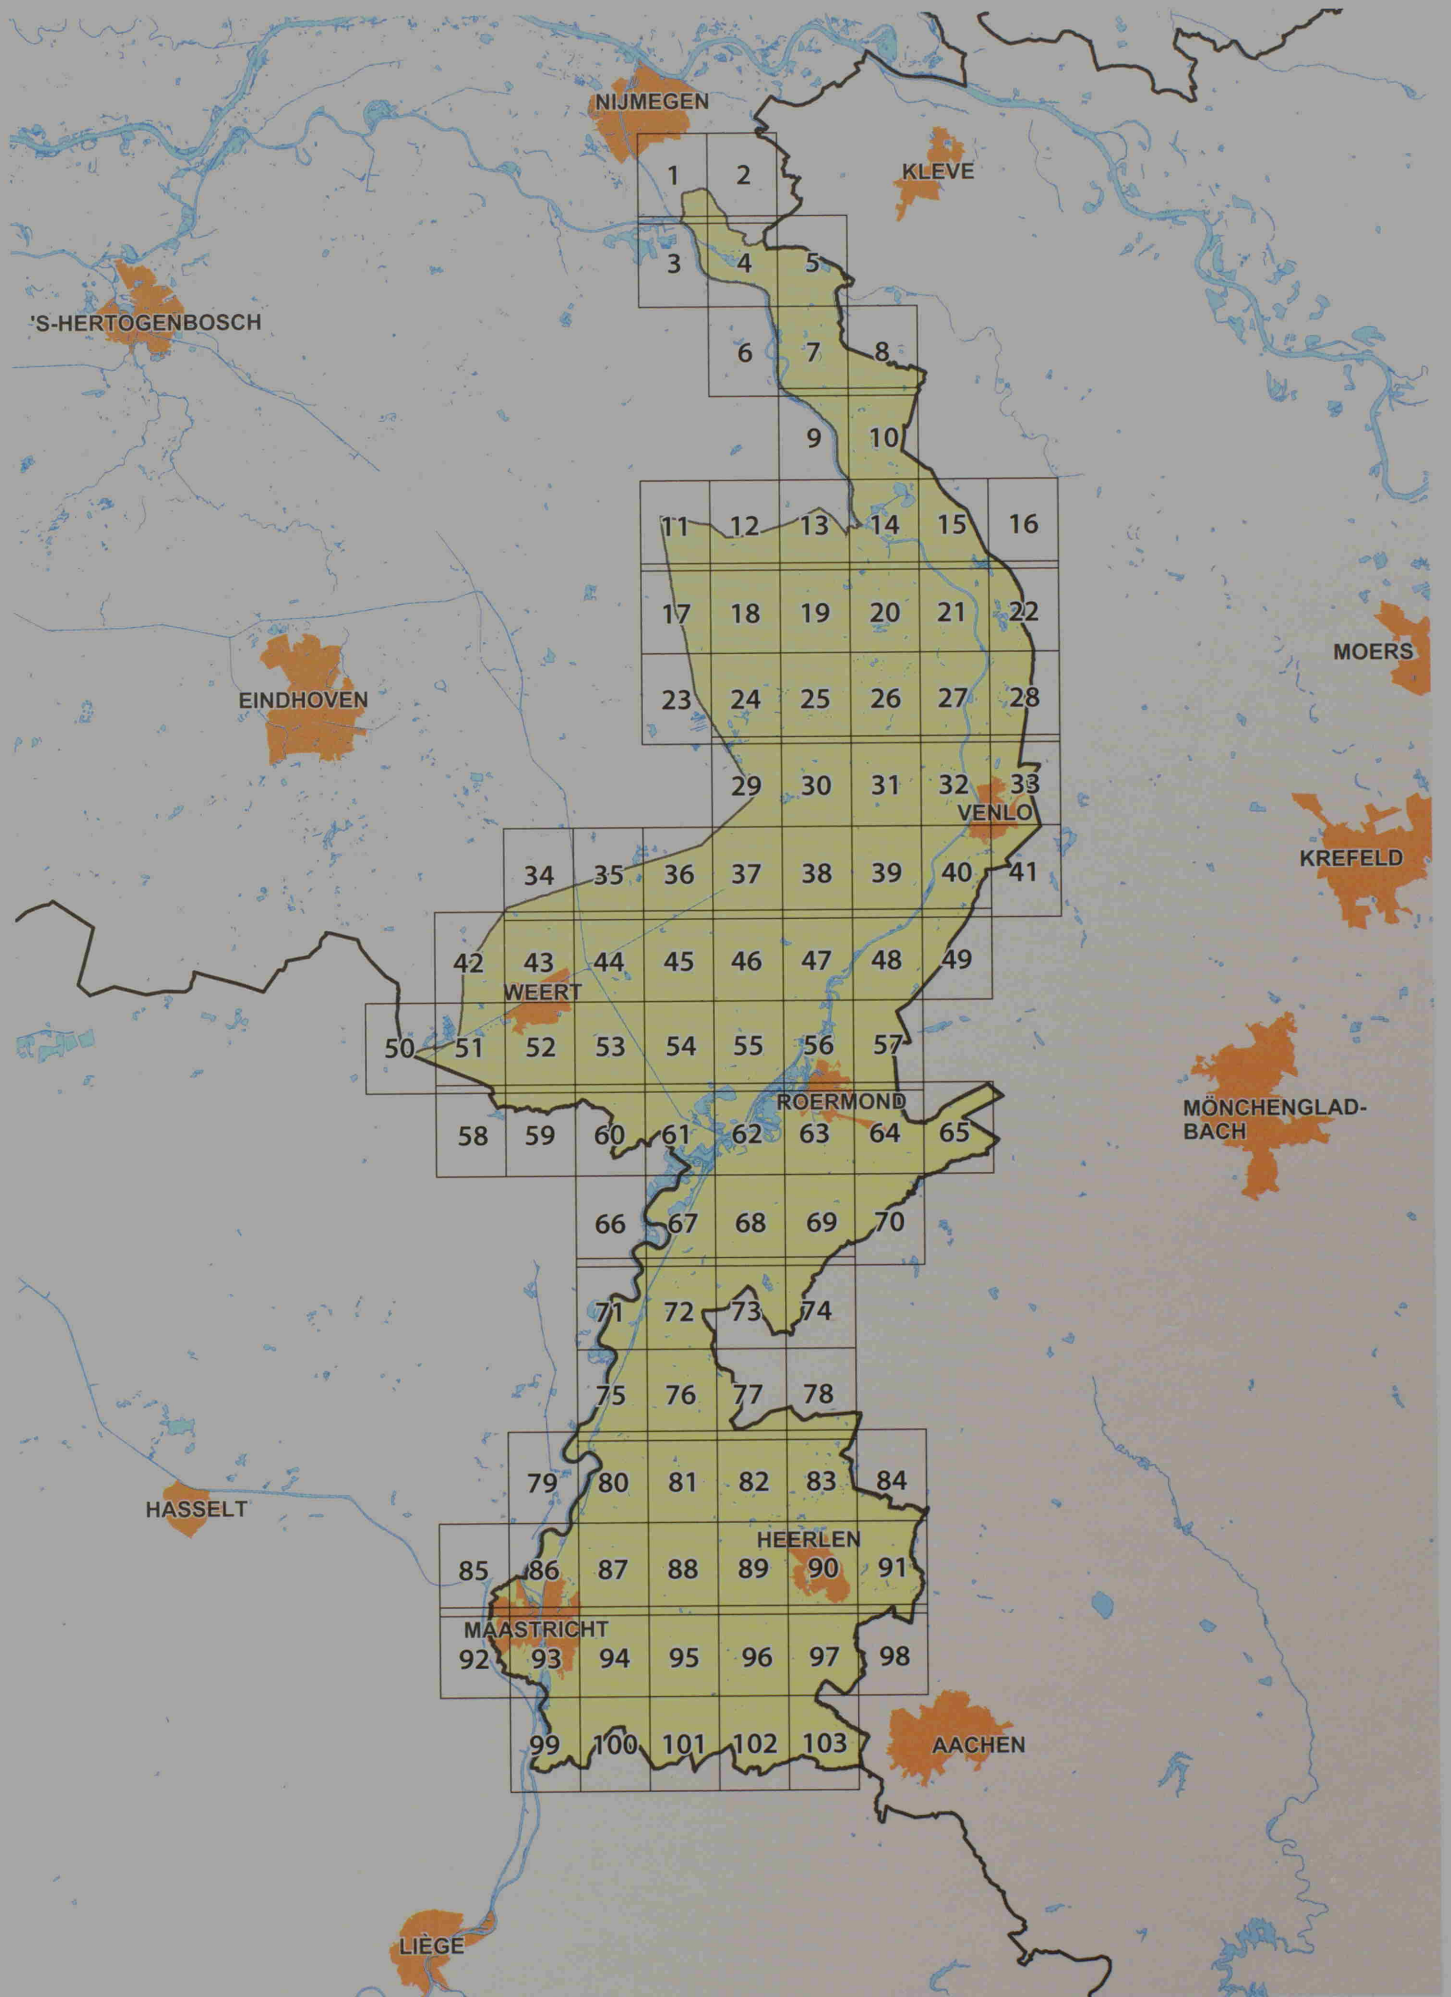 NIJMEGEN
KLEVE
1 2
3 4 5
'S-HERTOGENBOSCH
6 7 8
9 10
11 12 13 14 15 16
17 18 19 20 21 22
MOERS
EINDHOVEN
23 24 25 26 27 28
29 30 31 32 33
VENLO
KREFELD
34 35 36 37 38 39 40 41
42 43 44 45 46 47 48 49
WEERT
50 51 52 53 54 55 56 57
ROERMOND
MÖNCHENGLAD-
BACH
58 59 60 61 62 63 64 65
66 67 68 69 70
71 72 73 74
75 76 77 78
79 80 81 82 83 84
HASSELT
HEERLEN
85 86 87 88 89 90 91
MAASTRICHT
92 93 94 95 96 97 98
99 100 101 102 103
AACHEN
LIÈGE